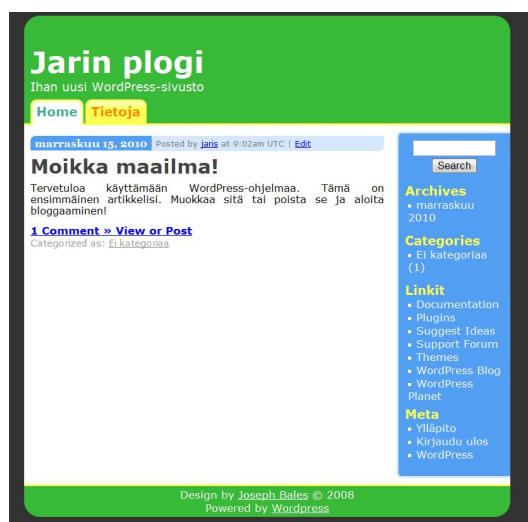 Jarin plogi
Ihan uusi WordPress-sivusto
Home Tietoja
marraskuu 15, 2010 Posted by jaris at 9:02am UTC | Edit
Moikka maailma!
Tervetuloa käyttämään WordPress-ohjelmaa. Tämä on
ensimmäinen artikkelisi. Muokkaa sitä tai poista se ja aloita
bloggaaminen!
1 Comment » View or Post
Categorized as: Ei kategoriaa
Search
Archives
marraskuu
2010
Categories
Ei kategoriaa
(1)
Linkit
Documentation
Plugins
Suggest Ideas
Support Forum
Themes
WordPress Blog
WordPress
Planet
Meta
Ylläpito
Kirjaudu ulos
WordPress
Design by Joseph Bales © 2008
Powered by Wordpress